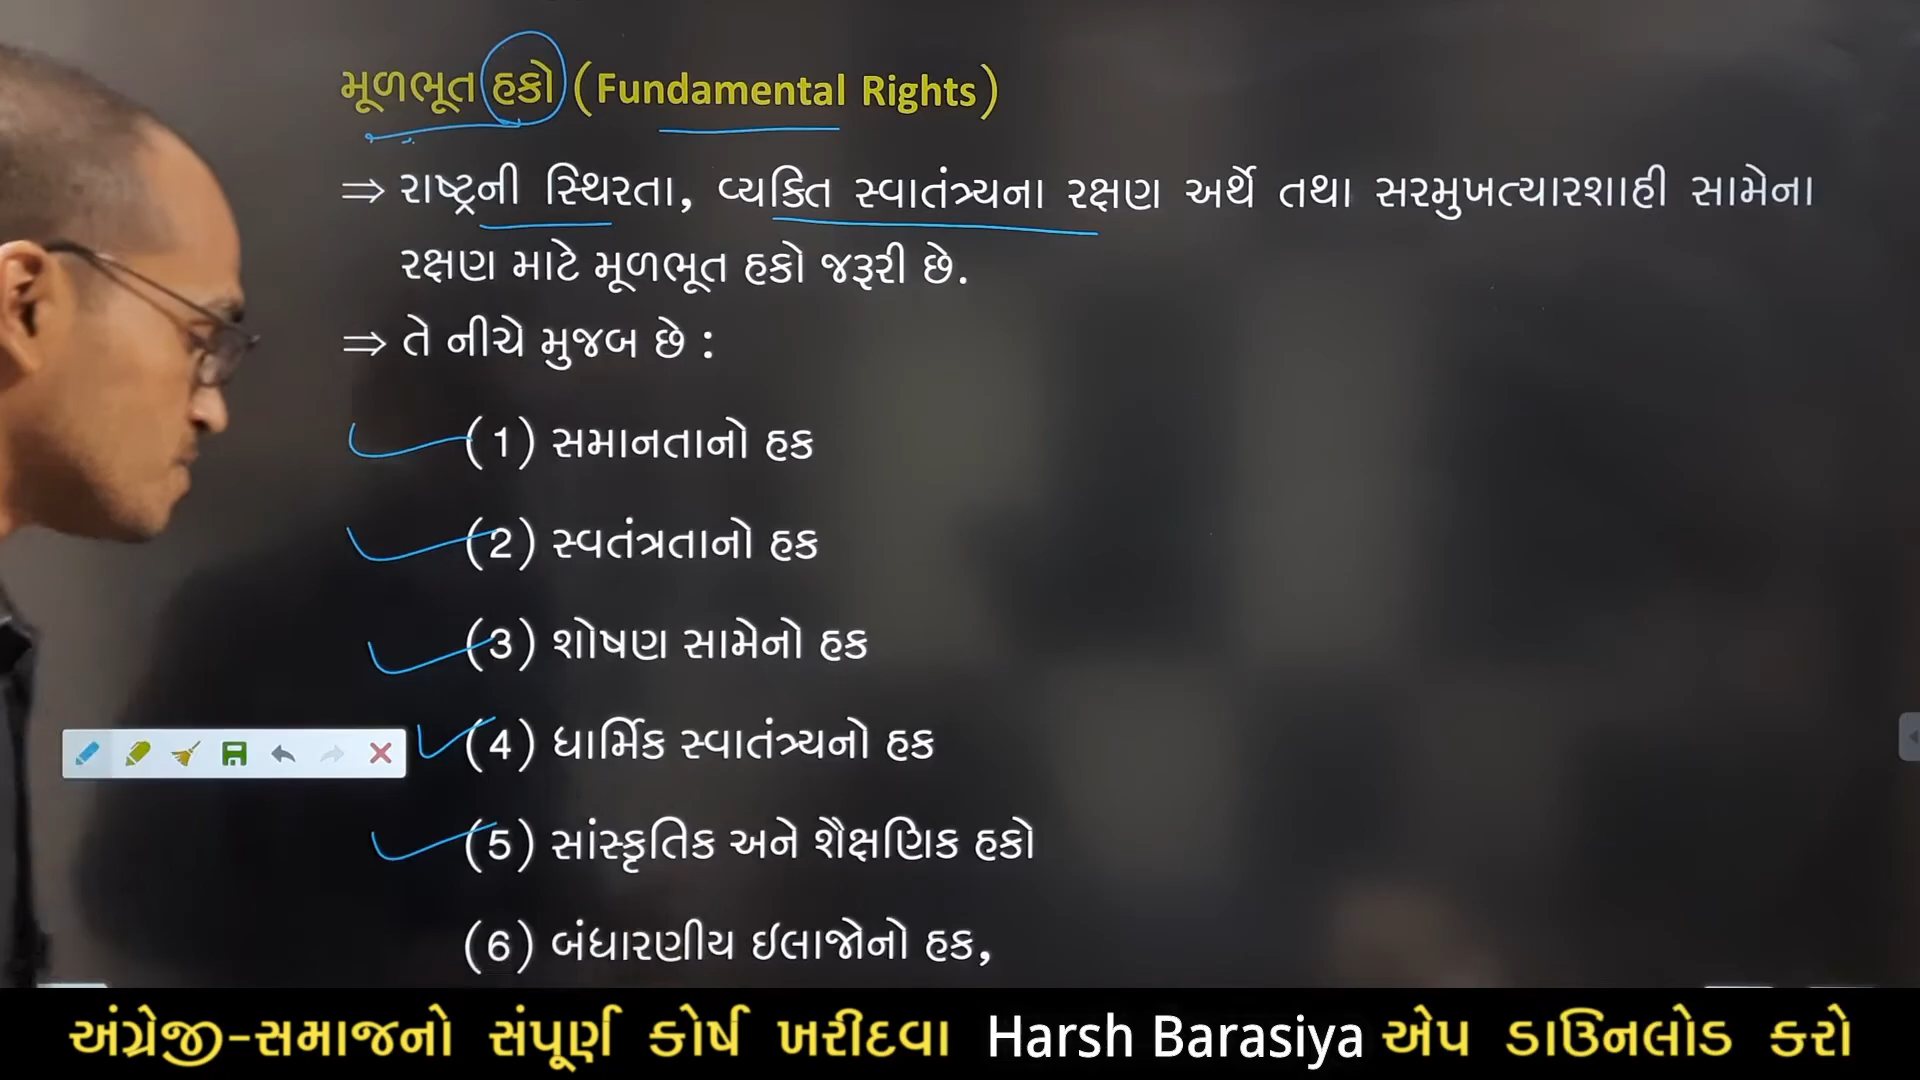 મૂળભૂત હકો (Fundamental Rights)
⇒ રાષ્ટ્રની સ્થિરતા, વ્યક્તિ સ્વાતંત્ર્યના રક્ષણ અર્થે તથા સરમુખત્યારશાહી સામેના
રક્ષણ માટે મૂળભૂત હકો જરૂરી છે.
⇒ તે નીચે મુજબ છે :
(1) સમાનતાનો હક
(2) સ્વતંત્રતાનો હક
(3) શોષણ સામેનો હક
(4) ધાર્મિક સ્વાતંત્ર્યનો હક
(5) સાંસ્કૃતિક અને શૈક્ષણિક હકો
(6) બંધારણીય ઈલાજોનો હક,
અંગ્રેજી-સમાજનો સંપૂર્ણ કોર્ષ ખરીદવા Harsh Barasiya એપ ડાઉનલોડ કરો